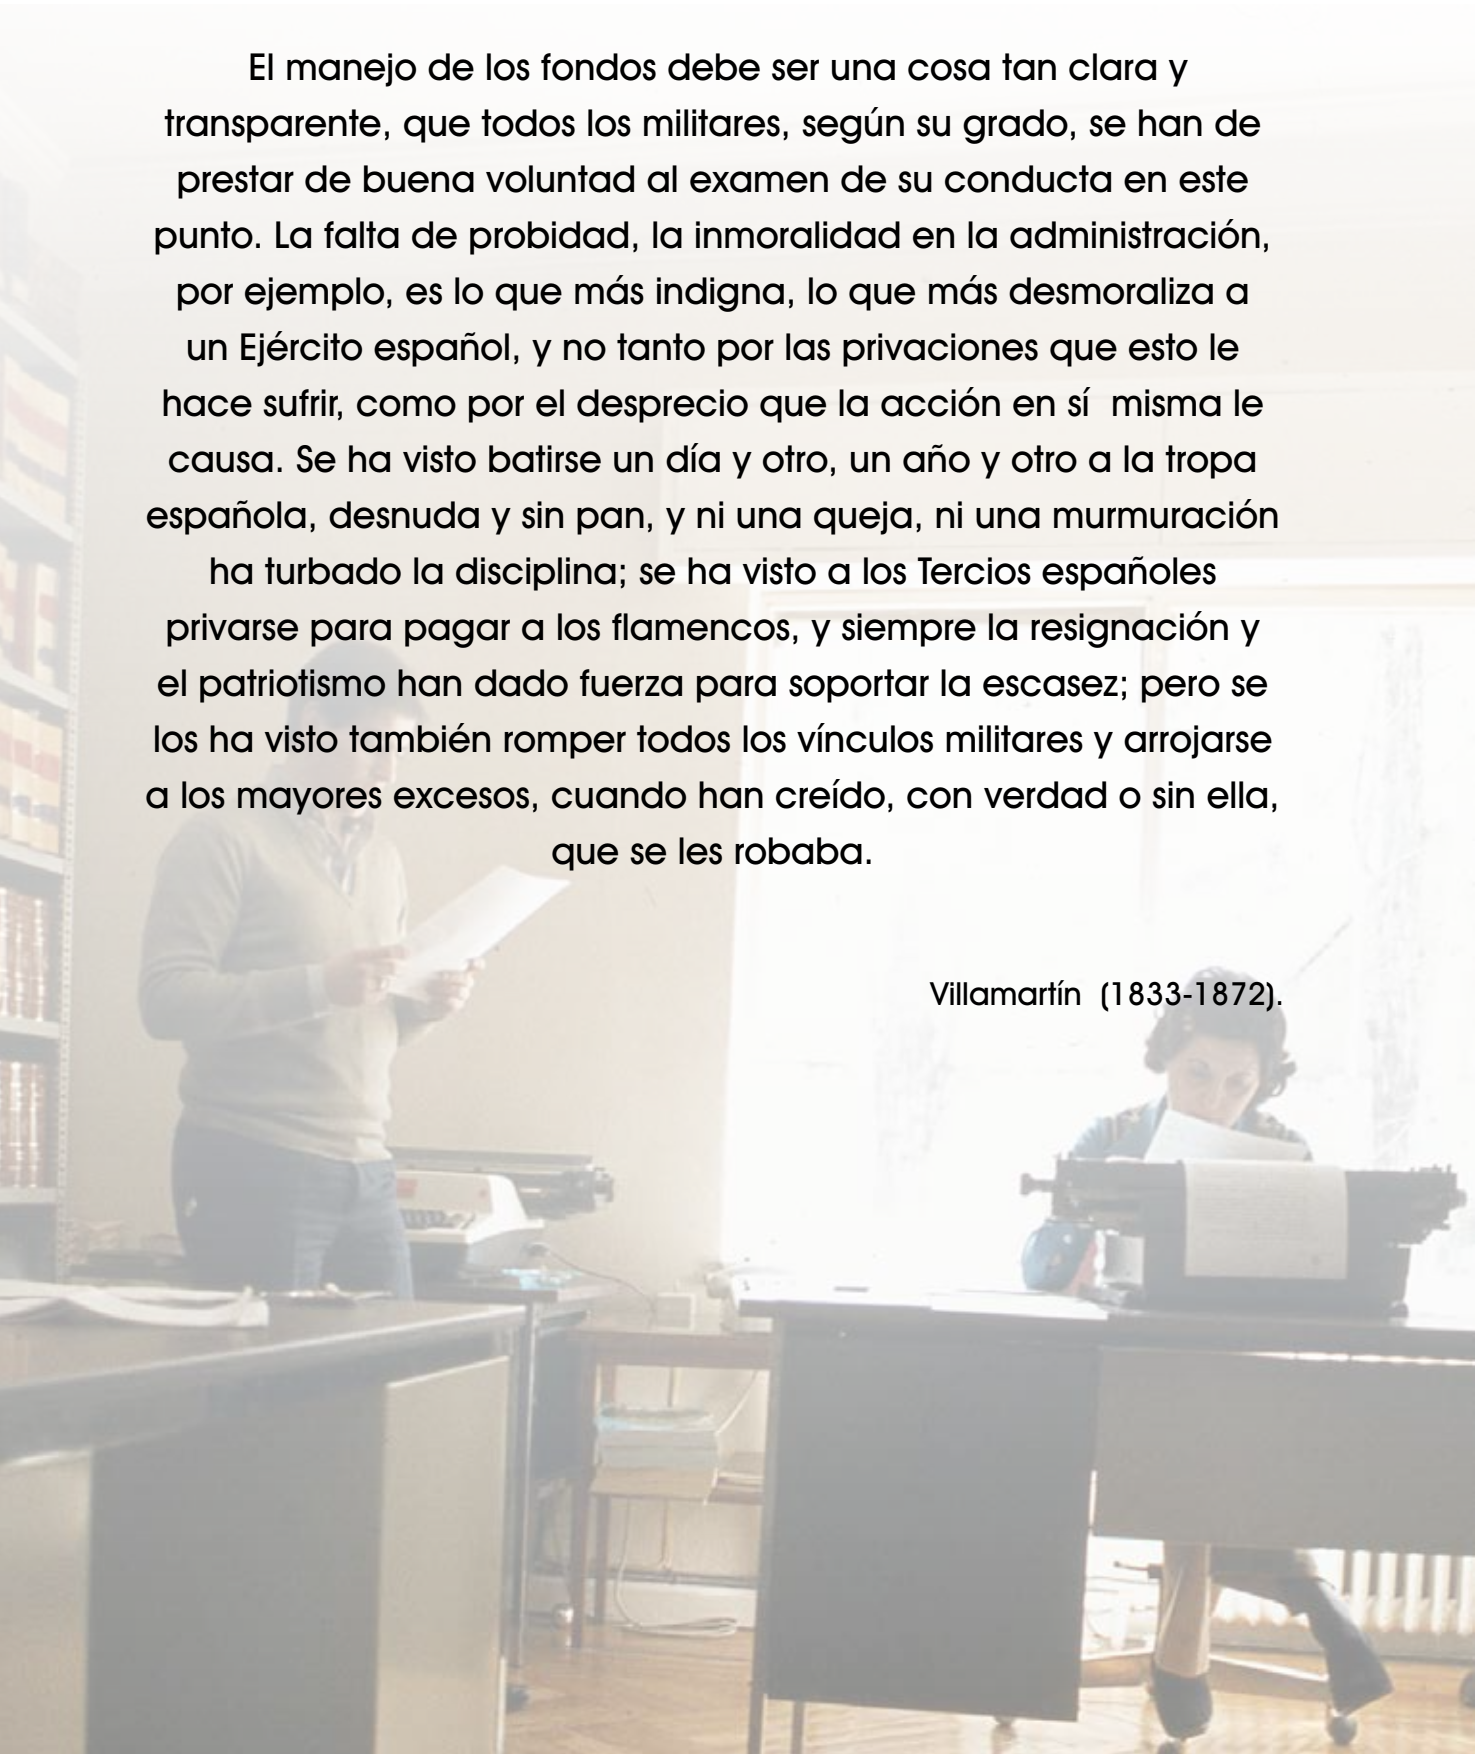 El manejo de los fondos debe ser una cosa tan clara y
transparente, que todos los militares, según su grado, se han de
prestar de buena voluntad al examen de su conducta en este
punto. La falta de probidad, la inmoralidad en la administración,
por ejemplo, es lo que más indigna, lo que más desmoraliza a
un Ejército español, y no tanto por las privaciones que esto le
hace sufrir, como por el desprecio que la acción en sí  misma le
causa. Se ha visto batirse un día y otro, un año y otro a la tropa
española, desnuda y sin pan, y ni una queja, ni una murmuración
ha turbado la disciplina; se ha visto a los Tercios españoles
privarse para pagar a los flamencos, y siempre la resignación y
el patriotismo han dado fuerza para soportar la escasez; pero se
los ha visto también romper todos los vínculos militares y arrojarse
a los mayores excesos, cuando han creído, con verdad o sin ella,
que se les robaba.
Villamartín  (1833-1872).